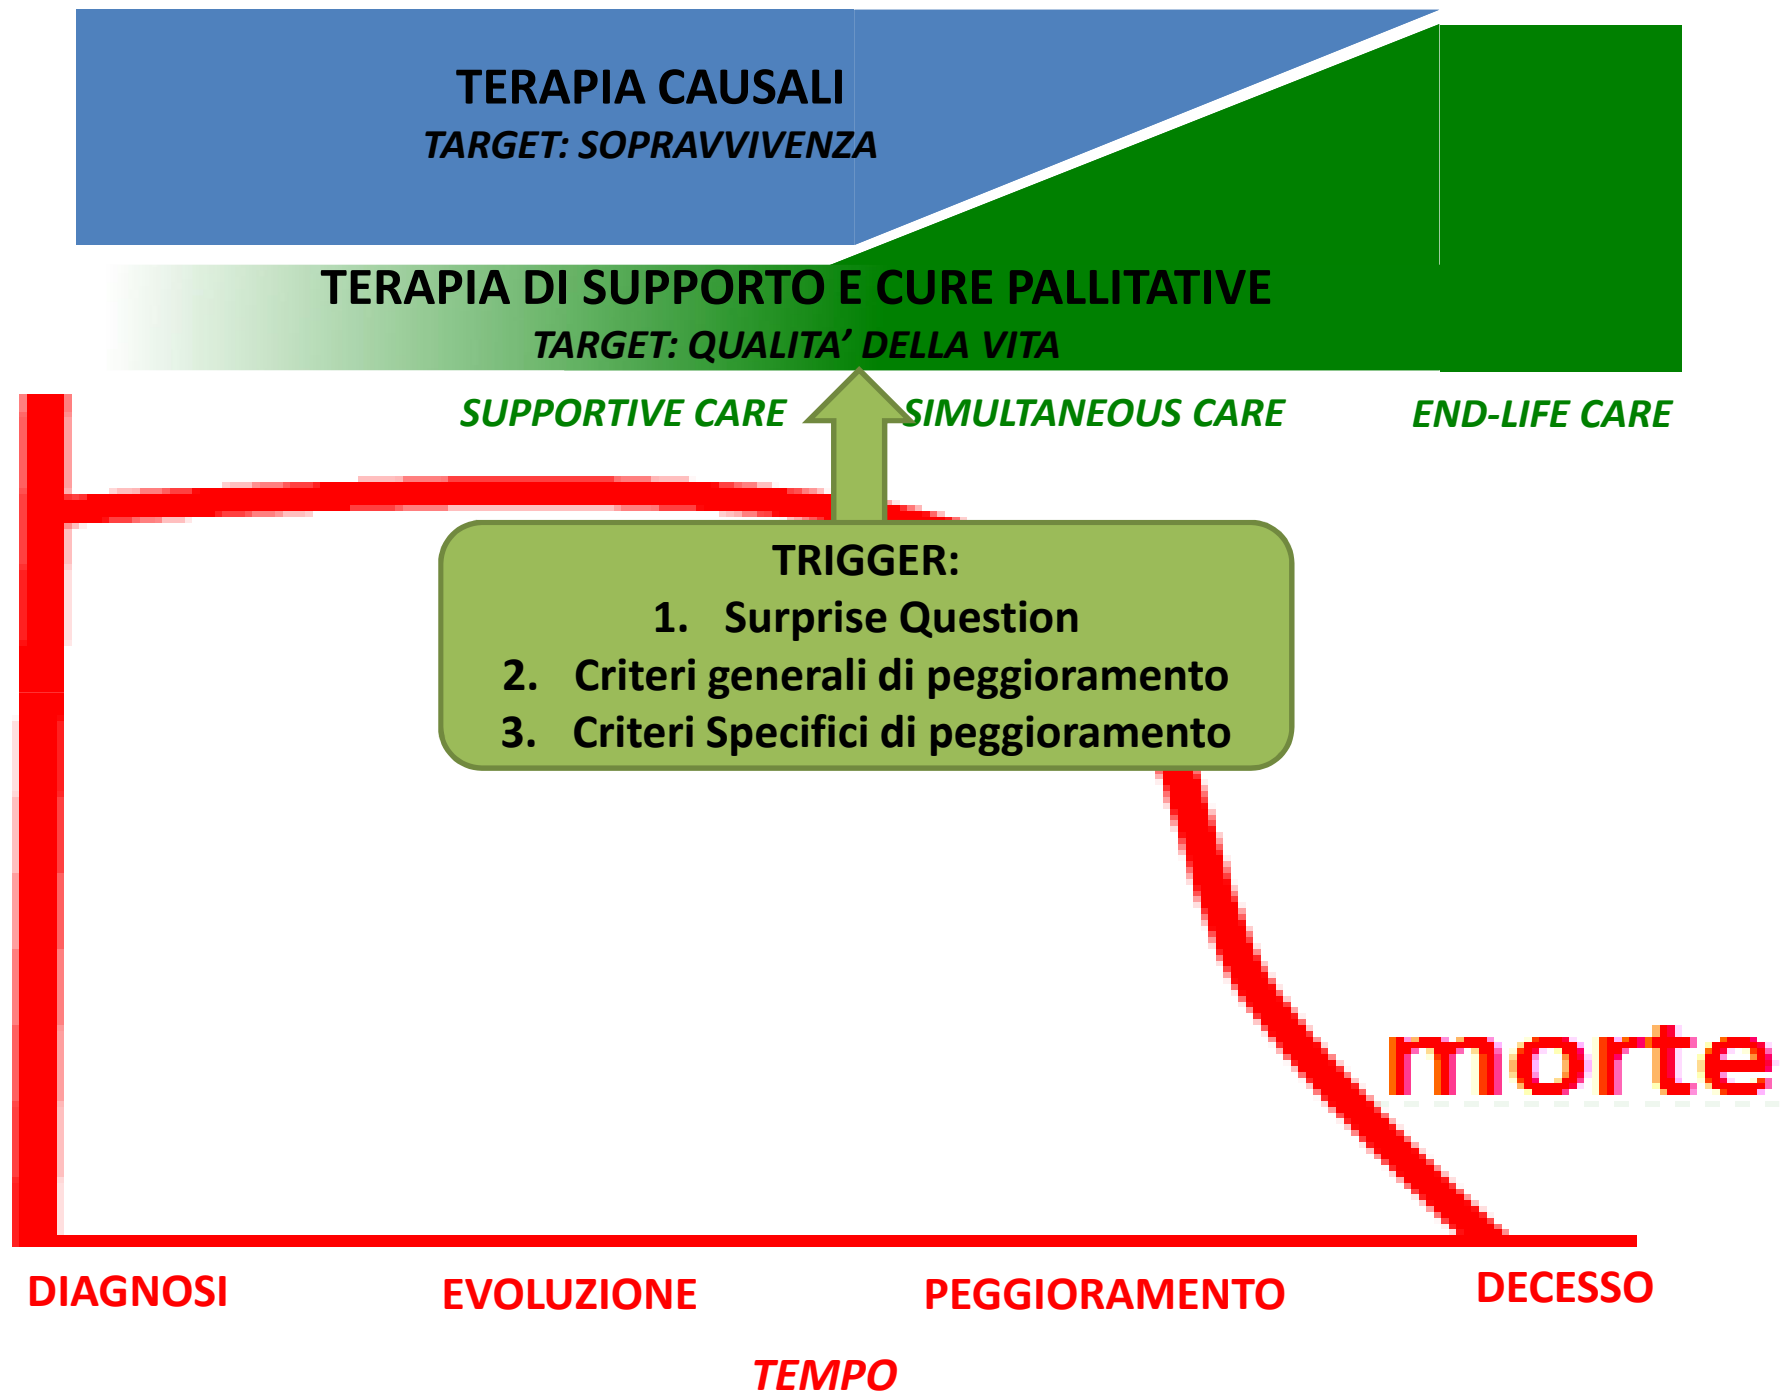 TERAPIA CAUSALI
TARGET: SOPRAVVIVENZA
TERAPIA DI SUPPORTO E CURE PALLITATIVE
TARGET: QUALITA’ DELLA VITA
SUPPORTIVE CARE
SIMULTANEOUS CARE
END-LIFE CARE
TRIGGER:
1. Surprise Question
2. Criteri generali di peggioramento
3. Criteri Specifici di peggioramento
morte
DIAGNOSI
EVOLUZIONE
PEGGIORAMENTO
DECESSO
TEMPO